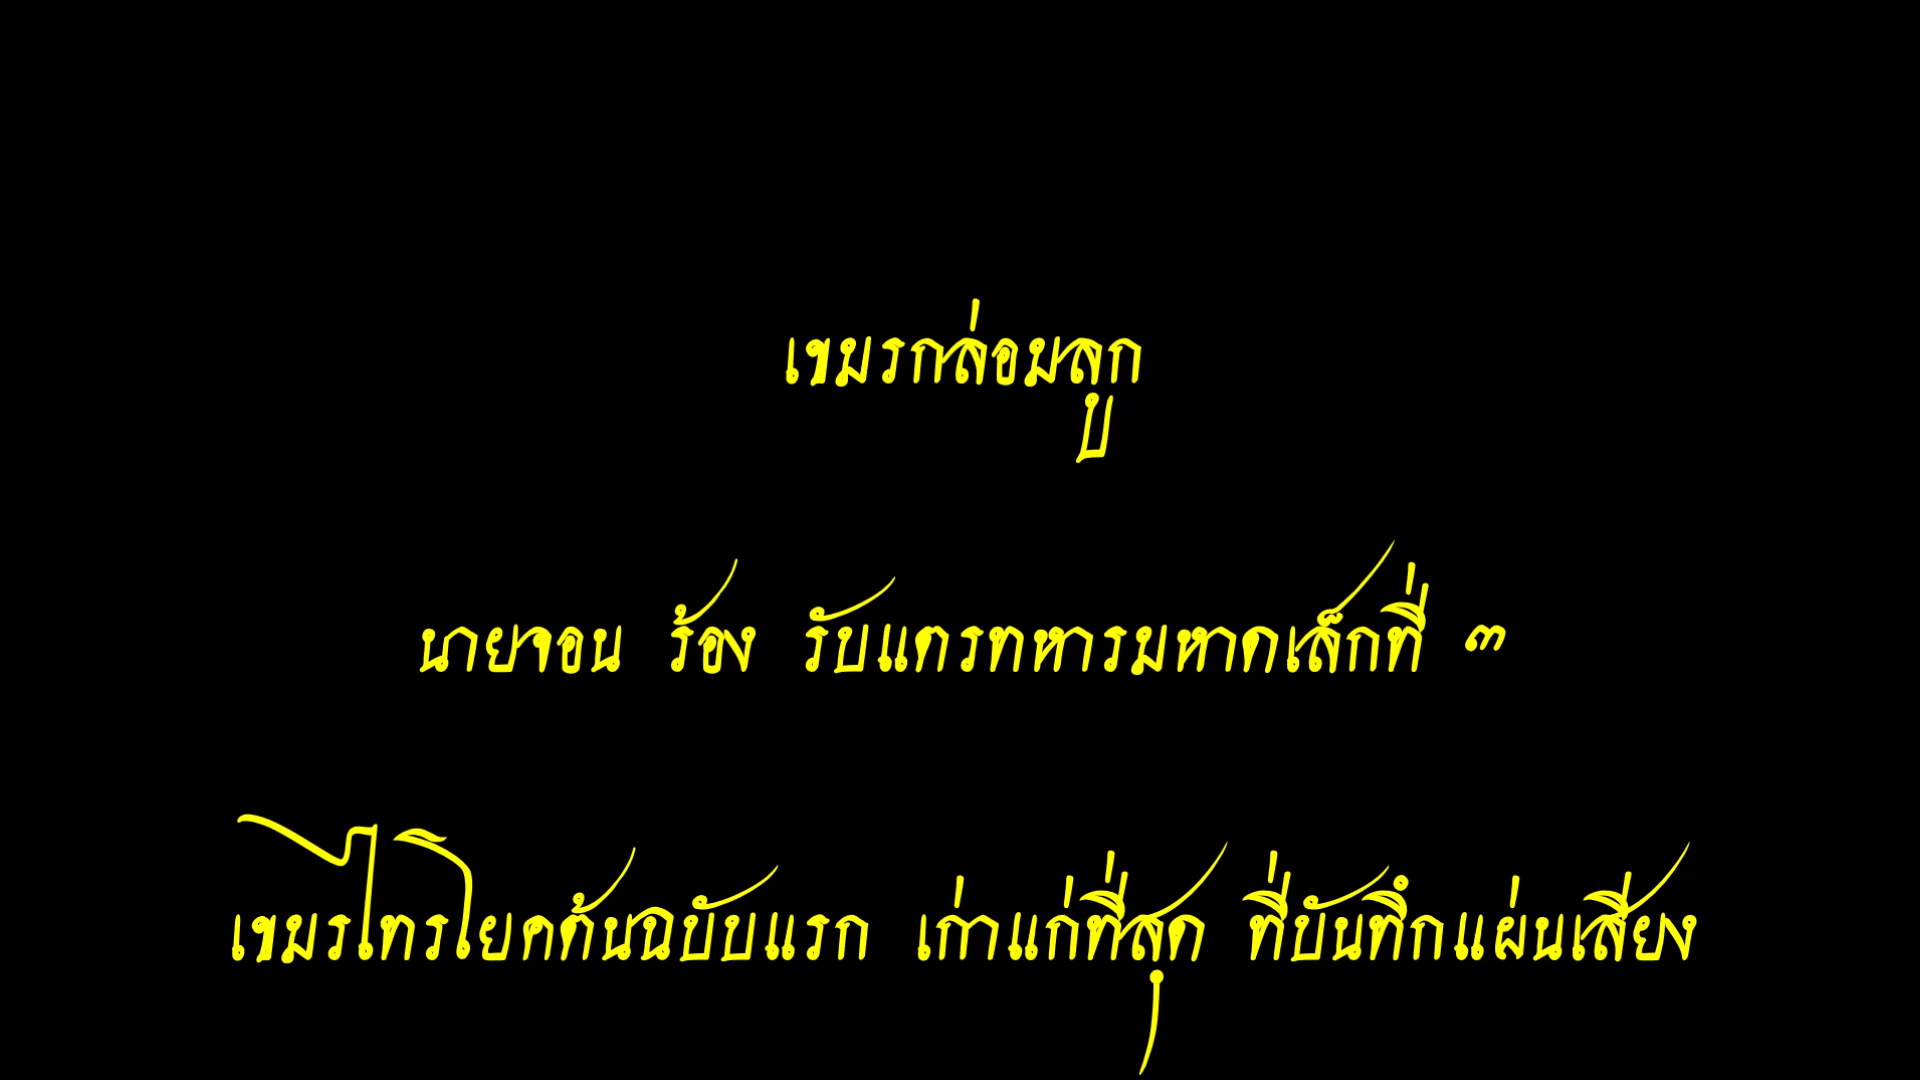 เขมรกล่อมลูก
นายจอน ร้อง รับแตรทหารมหาดเล็กที่ ๓
เขมรไทรโยคต้นฉบับแรก เก่าแก่ที่สุด ที่บันทึกแผ่นเสียง